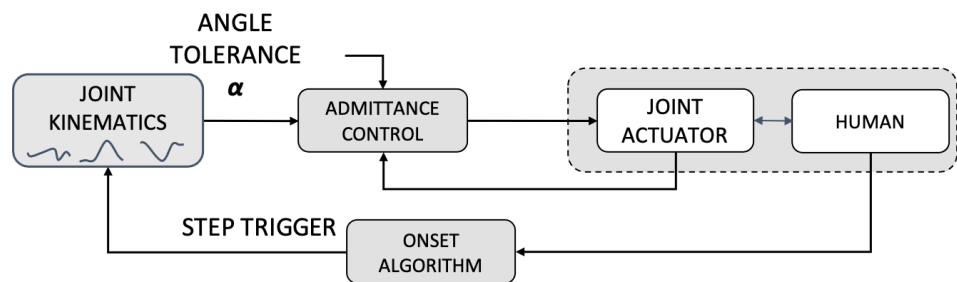 ANGLE
TOLERANCE
α
JOINT
KINEMATICS
ADMITTANCE
CONTROL
JOINT
ACTUATOR
HUMAN
STEP TRIGGER
ONSET
ALGORITHM